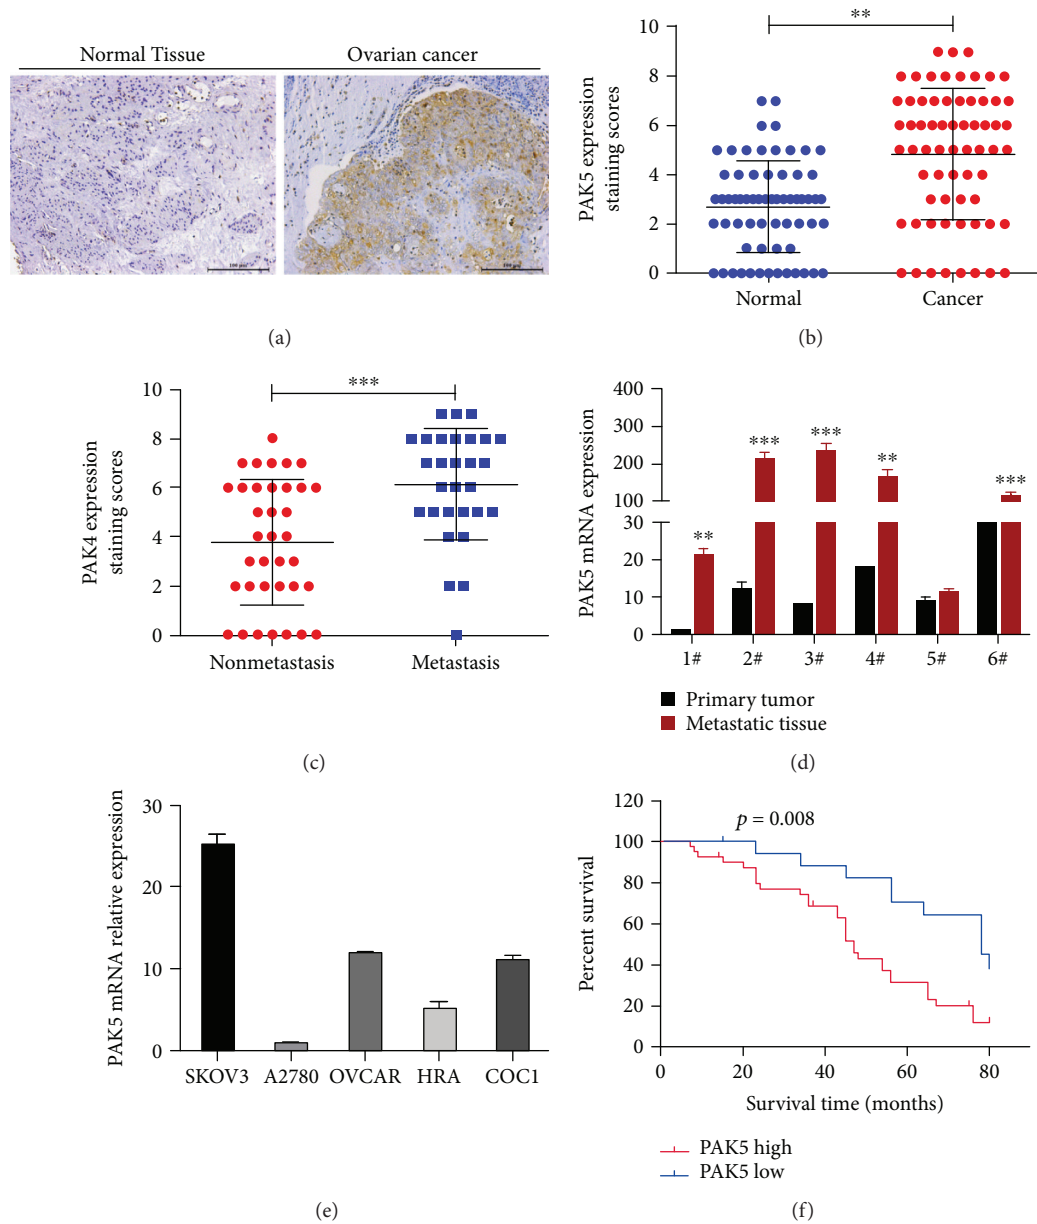 Normal Tissue
Ovarian cancer
100 μm
100 μm
(a)
PAK5 expression
staining scores
10
8
6
4
2
0
**
Normal
Cancer
(b)
PAK4 expression
staining scores
10
8
6
4
2
0
***
Nonmetastasis
Metastasis
(c)
PAK5 mRNA expression
400
300
200
100
30
20
10
0
**
***
***
**
***
1#
2#
3#
4#
5#
6#
Primary tumor
Metastatic tissue
(d)
PAK5 mRNA relative expression
30
20
10
0
SKOV3
A2780
OVCAR
HRA
COC1
(e)
Percent survival
120
100
80
60
40
20
0
p = 0.008
0
20
40
60
80
Survival time (months)
PAK5 high
PAK5 low
(f)